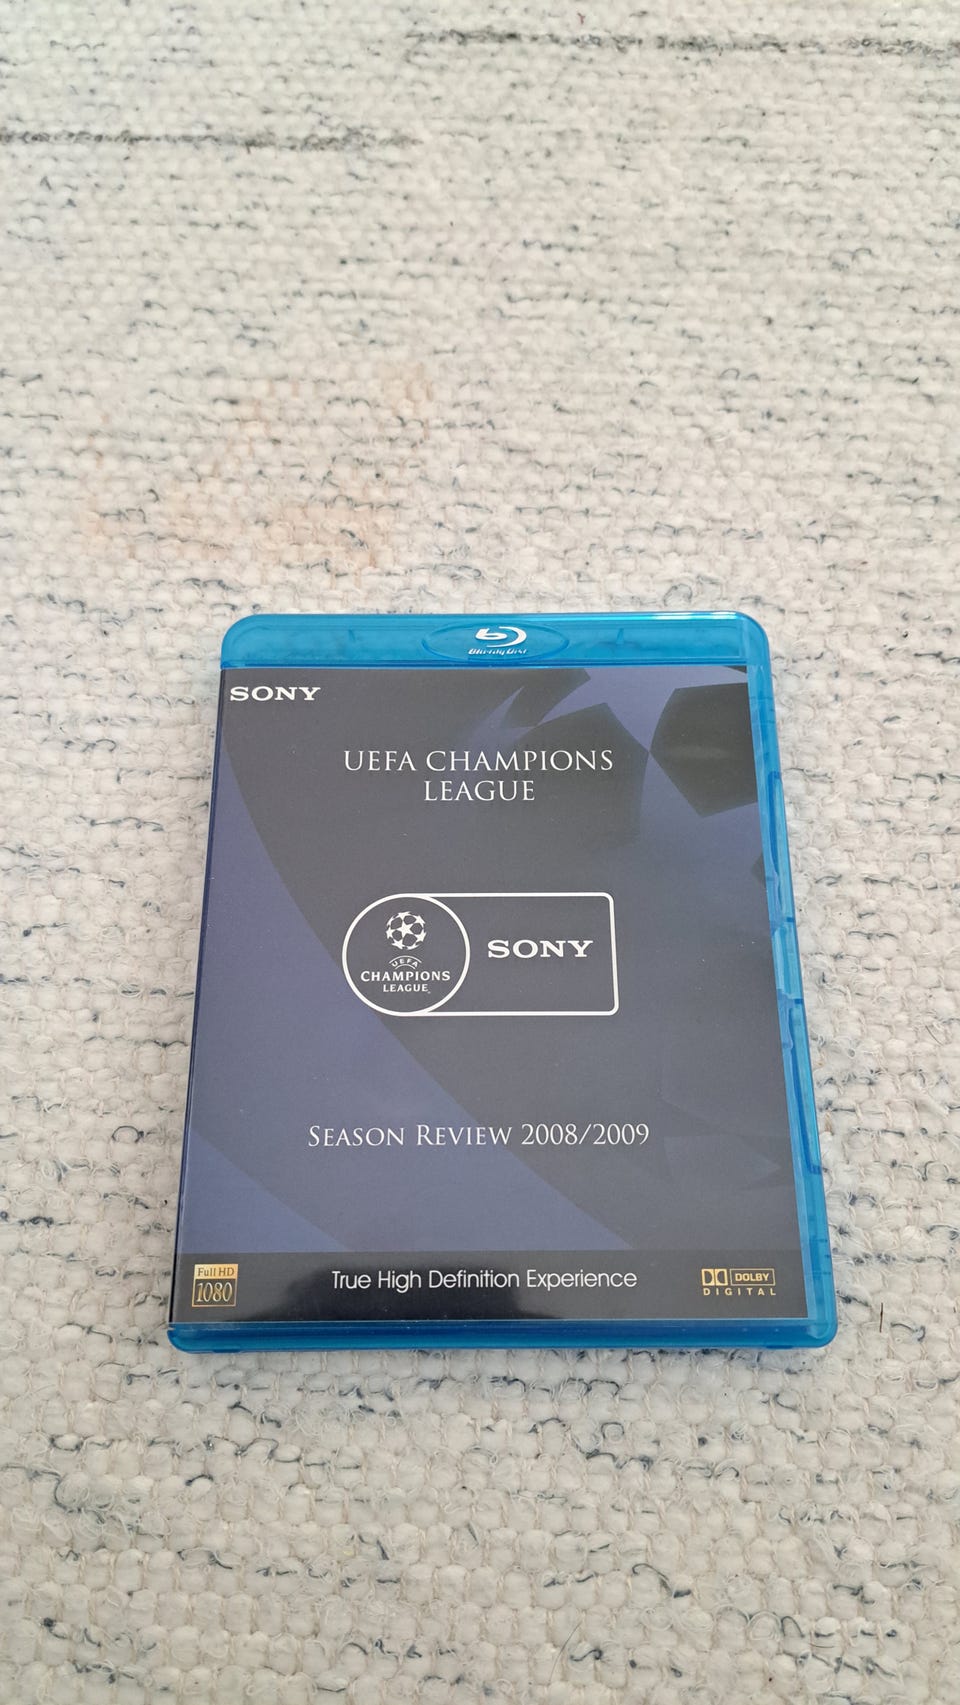 Blu-ray Disc
SONY
UEFA CHAMPIONS
LEAGUE
UEFA
CHAMPIONS
LEAGUE
SONY
SEASON REVIEW 2008/2009
Full HD
1080
True High Definition Experience
DOLBY
DIGITAL